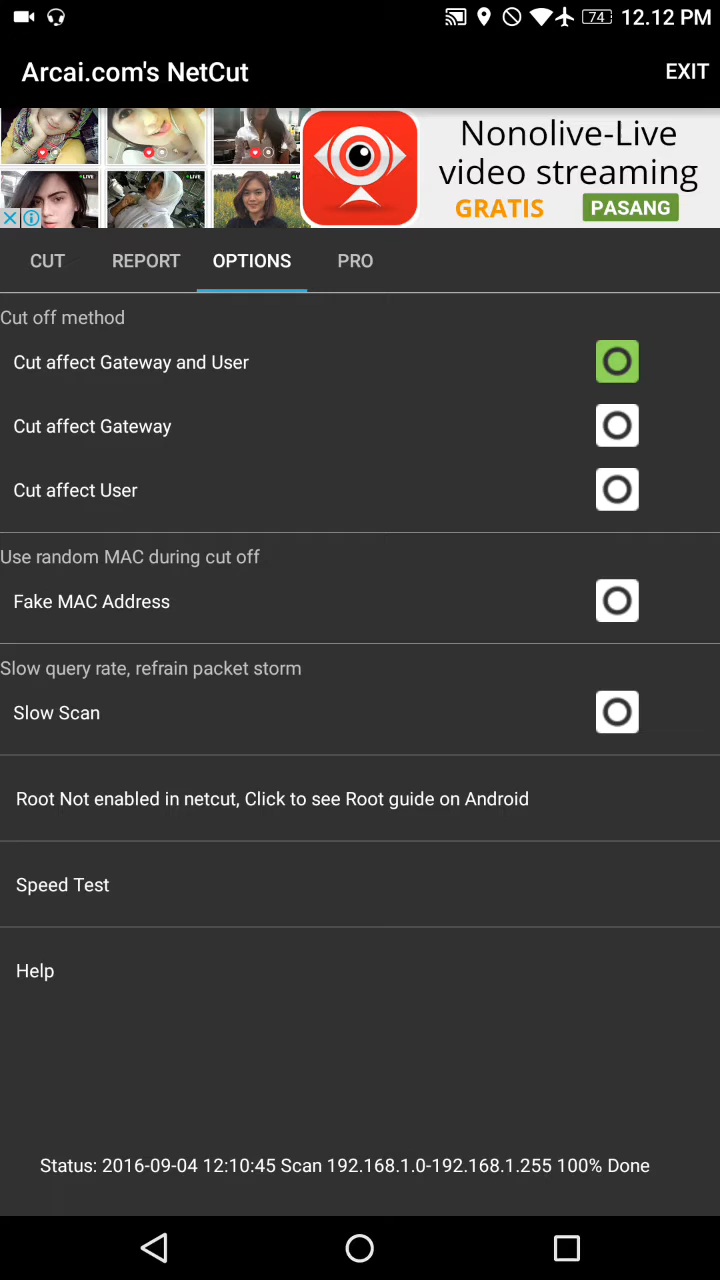 74 12.12 PM
Arcai.com's NetCut
EXIT
Nonolive-Live
video streaming
GRATIS PASANG
CUT REPORT OPTIONS PRO
Cut off method
Cut affect Gateway and User
Cut affect Gateway
Cut affect User
Use random MAC during cut off
Fake MAC Address
Slow query rate, refrain packet storm
Slow Scan
Root Not enabled in netcut, Click to see Root guide on Android
Speed Test
Help
Status: 2016-09-04 12:10:45 Scan 192.168.1.0-192.168.1.255 100% Done